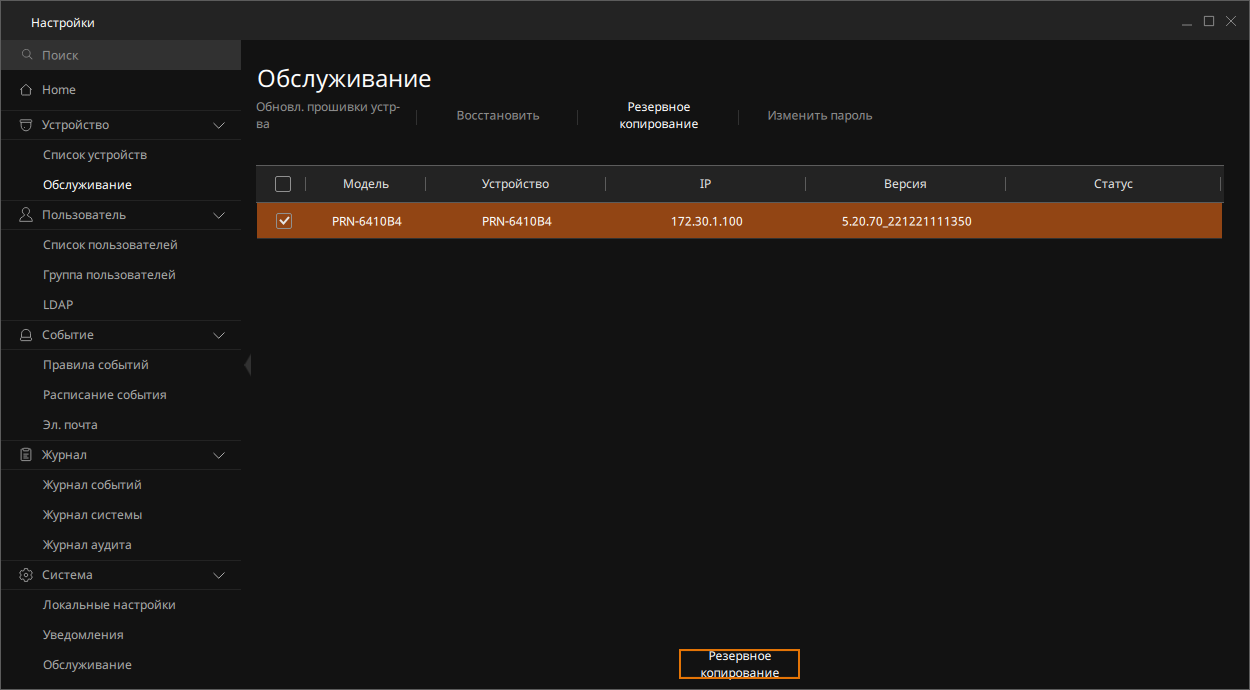 Настройки
Поиск
Home
Устройство
Список устройств
Обслуживание
Пользователь
Список пользователей
Группа пользователей
LDAP
Событие
Правила событий
Расписание события
Эл. почта
Журнал
Журнал событий
Журнал системы
Журнал аудита
Система
Локальные настройки
Уведомления
Обслуживание
Обслуживание
Обновл. прошивки устр-
ва
Восстановить
Резервное
копирование
Изменить пароль
Модель Устройство IP Версия Статус
PRN-6410B4 PRN-6410B4 172.30.1.100 5.20.70_221221111350
Резервное
копирование